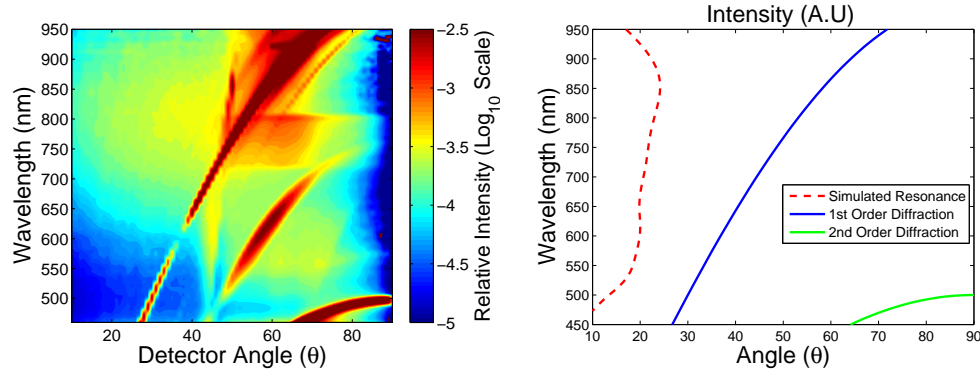 Intensity (A.U)
950
900
850
800
750
700
650
600
550
500
Wavelength (nm)
20 40 60 80
Detector Angle (θ)
-2.5
-3
-3.5
-4
-4.5
-5
Relative Intensity (Log10 Scale)
950
900
850
800
750
700
650
600
550
500
450
Wavelength (nm)
Simulated Resonance
1st Order Diffraction
2nd Order Diffraction
10 20 30 40 50 60 70 80 90
Angle (θ)